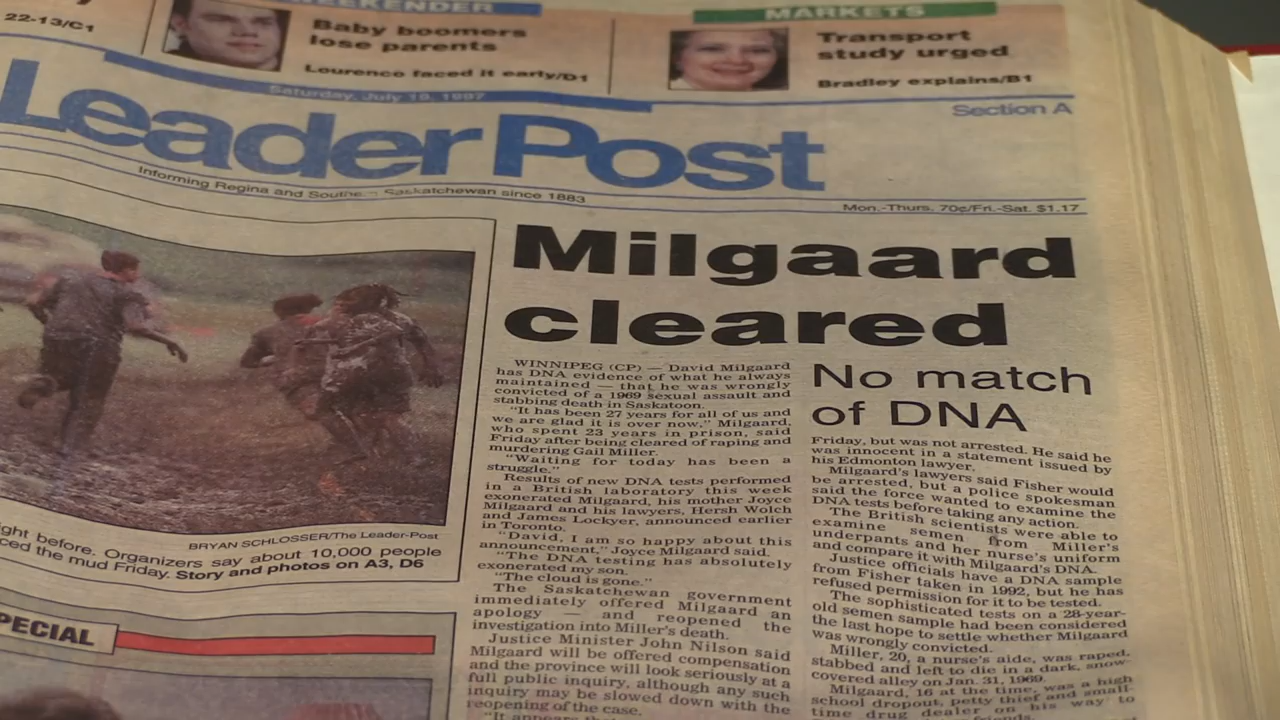 22-13/C1
WEEKENDER
Baby boomers
lose parents
Lourence faced it early/D1
MARKETS
Transport
study urged
Bradley explains/B1
Saturday, July 19, 1997
Section A
Leader Post
Informing Regina and Southern Saskatchewan since 1883
Mon.-Thurs. 70¢/Fri.-Sat. $1.17
Milgaard
cleared
No match
of DNA
WINNIPEG (CP) — David Milgaard
has DNA evidence of what he always
maintained — that he was wrongly
convicted of a 1969 sexual assault and
stabbing death in Saskatoon.
"It has been 27 years for all of us and
we are glad it is over now," Milgaard,
who spent 23 years in prison, said
Friday after being cleared of raping and
murdering Gail Miller.
"Waiting for today has been a
struggle."
Results of new DNA tests performed
in a British laboratory this week
exonerated Milgaard, his mother Joyce
Milgaard and his lawyers, Hersh Wolch
and James Lockyer, announced earlier
in Toronto.
"David, I am so happy about this
announcement," Joyce Milgaard said.
"The DNA testing has absolutely
exonerated my son.
"The cloud is gone."
The Saskatchewan government
immediately offered Milgaard an
apology — and reopened the
investigation into Miller's death.
Justice Minister John Nilson said
Milgaard will be offered compensation
and the province will look seriously at a
full public inquiry, although any such
inquiry may be slowed down with the
reopening of the case.
"It appears
Friday, but was not arrested. He said he
was innocent in a statement issued by
his Edmonton lawyer.
Milgaard's lawyers said Fisher would
be arrested, but a police spokesman
said the force wanted to examine the
DNA tests before taking any action.
The British scientists were able to
examine semen from Miller's
underpants and her nurse's uniform
and compare it with Milgaard's DNA.
Justice officials have a DNA sample
from Fisher taken in 1992, but he has
refused permission for it to be tested.
The sophisticated tests on a 28-year-
old semen sample had been considered
the last hope to settle whether Milgaard
was wrongly convicted.
Miller, 20, a nurse's aide, was raped,
stabbed and left to die in a dark, snow-
covered alley on Jan. 31, 1969.
Milgaard, 16 at the time, was a high
school dropout, petty thief and small-
time drug dealer on his way to
friends.
BRYAN SCHLOSSER/The Leader-Post
ght before. Organizers say about 10,000 people
ced the mud Friday. Story and photos on A3, D6
PECIAL